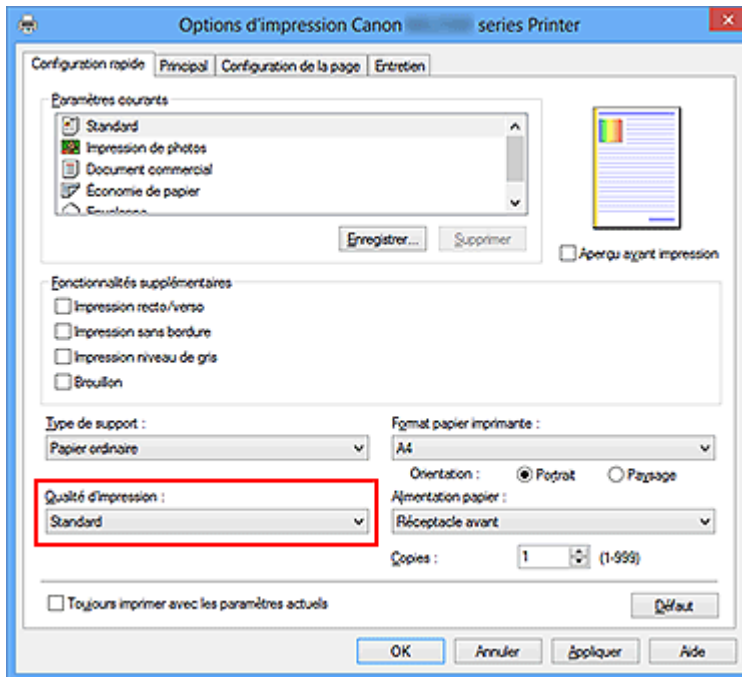 Options d'impression Canon series Printer
Configuration rapide Principal Configuration de la page Entretien
Paramètres courants
Standard
Impression de photos
Document commercial
Économie de papier
Enregistrer... Supprimer
Aperçu avant impression
Fonctionnalités supplémentaires
Impression recto/verso
Impression sans bordure
Impression niveau de gris
Brouillon
Type de support : Format papier imprimante :
Papier ordinaire A4
Orientation : Portrait Paysage
Qualité d'impression : Alimentation papier :
Standard Réceptacle avant
Copies : 1 (1-999)
Toujours imprimer avec les paramètres actuels Défaut
OK Annuler Appliquer Aide